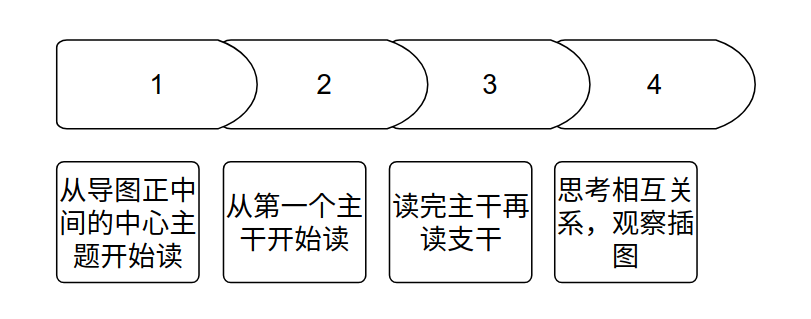 1
2
3
4
从导图正中
间的中心主
题开始读
从第一个主
干开始读
读完主干再
读支干
思考相互关
系，观察插
图